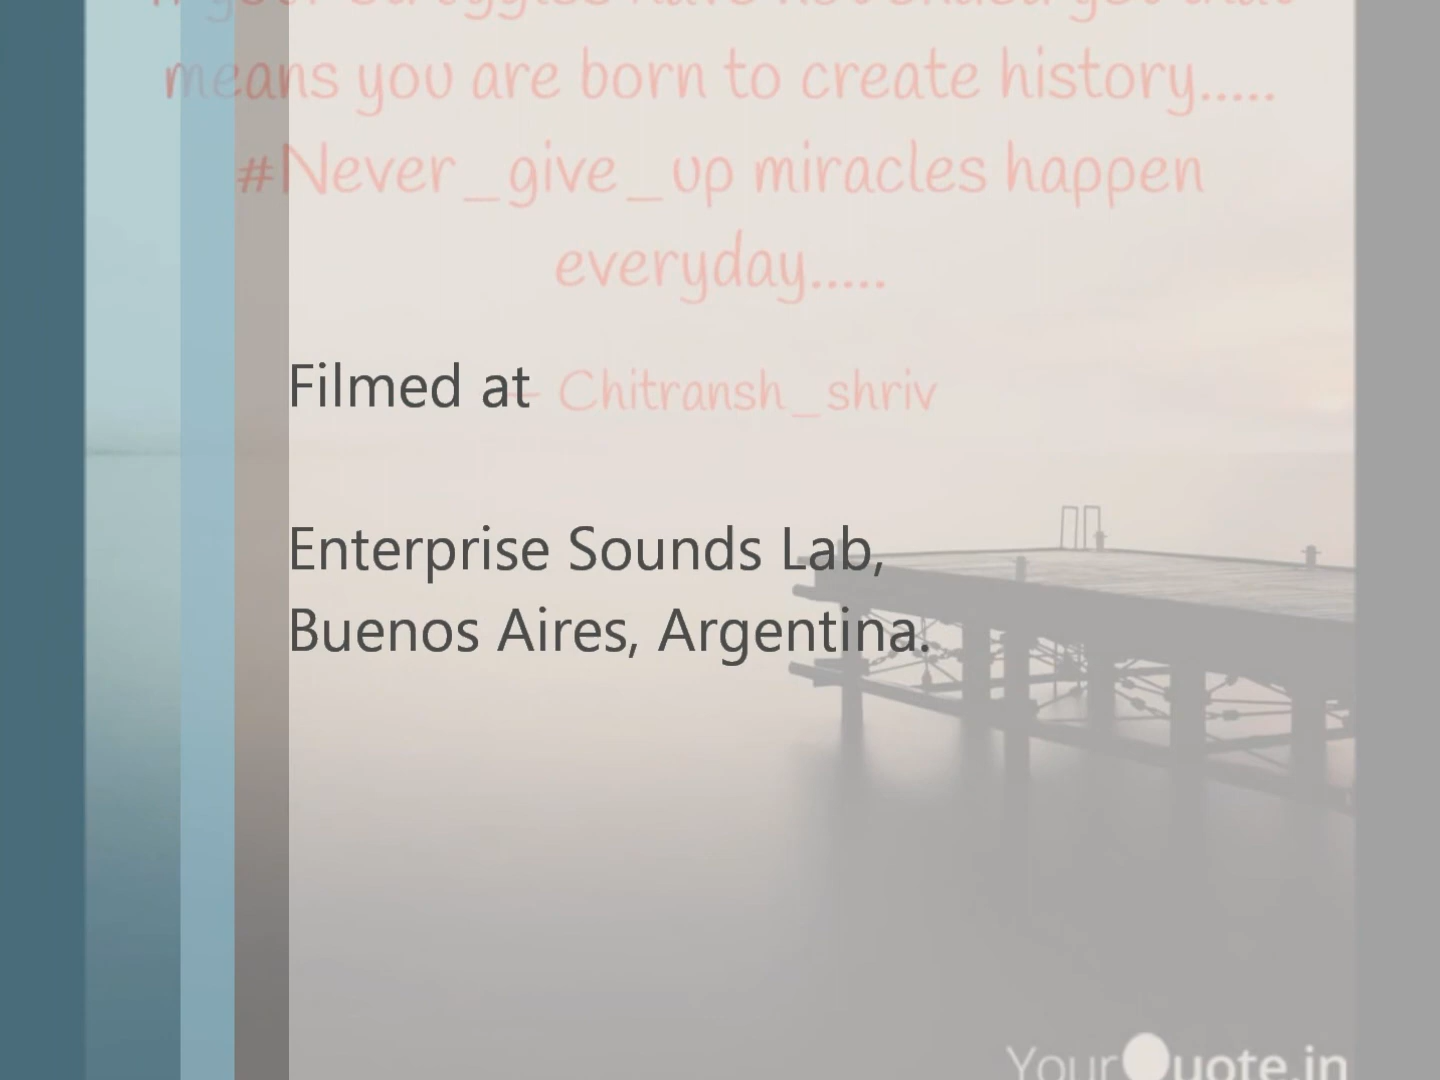 means you are born to create history.....
#Never_give_up miracles happen
everyday.....
Filmed at - Chitransh_shriv
Enterprise Sounds Lab,
Buenos Aires, Argentina.
YourQuote.in